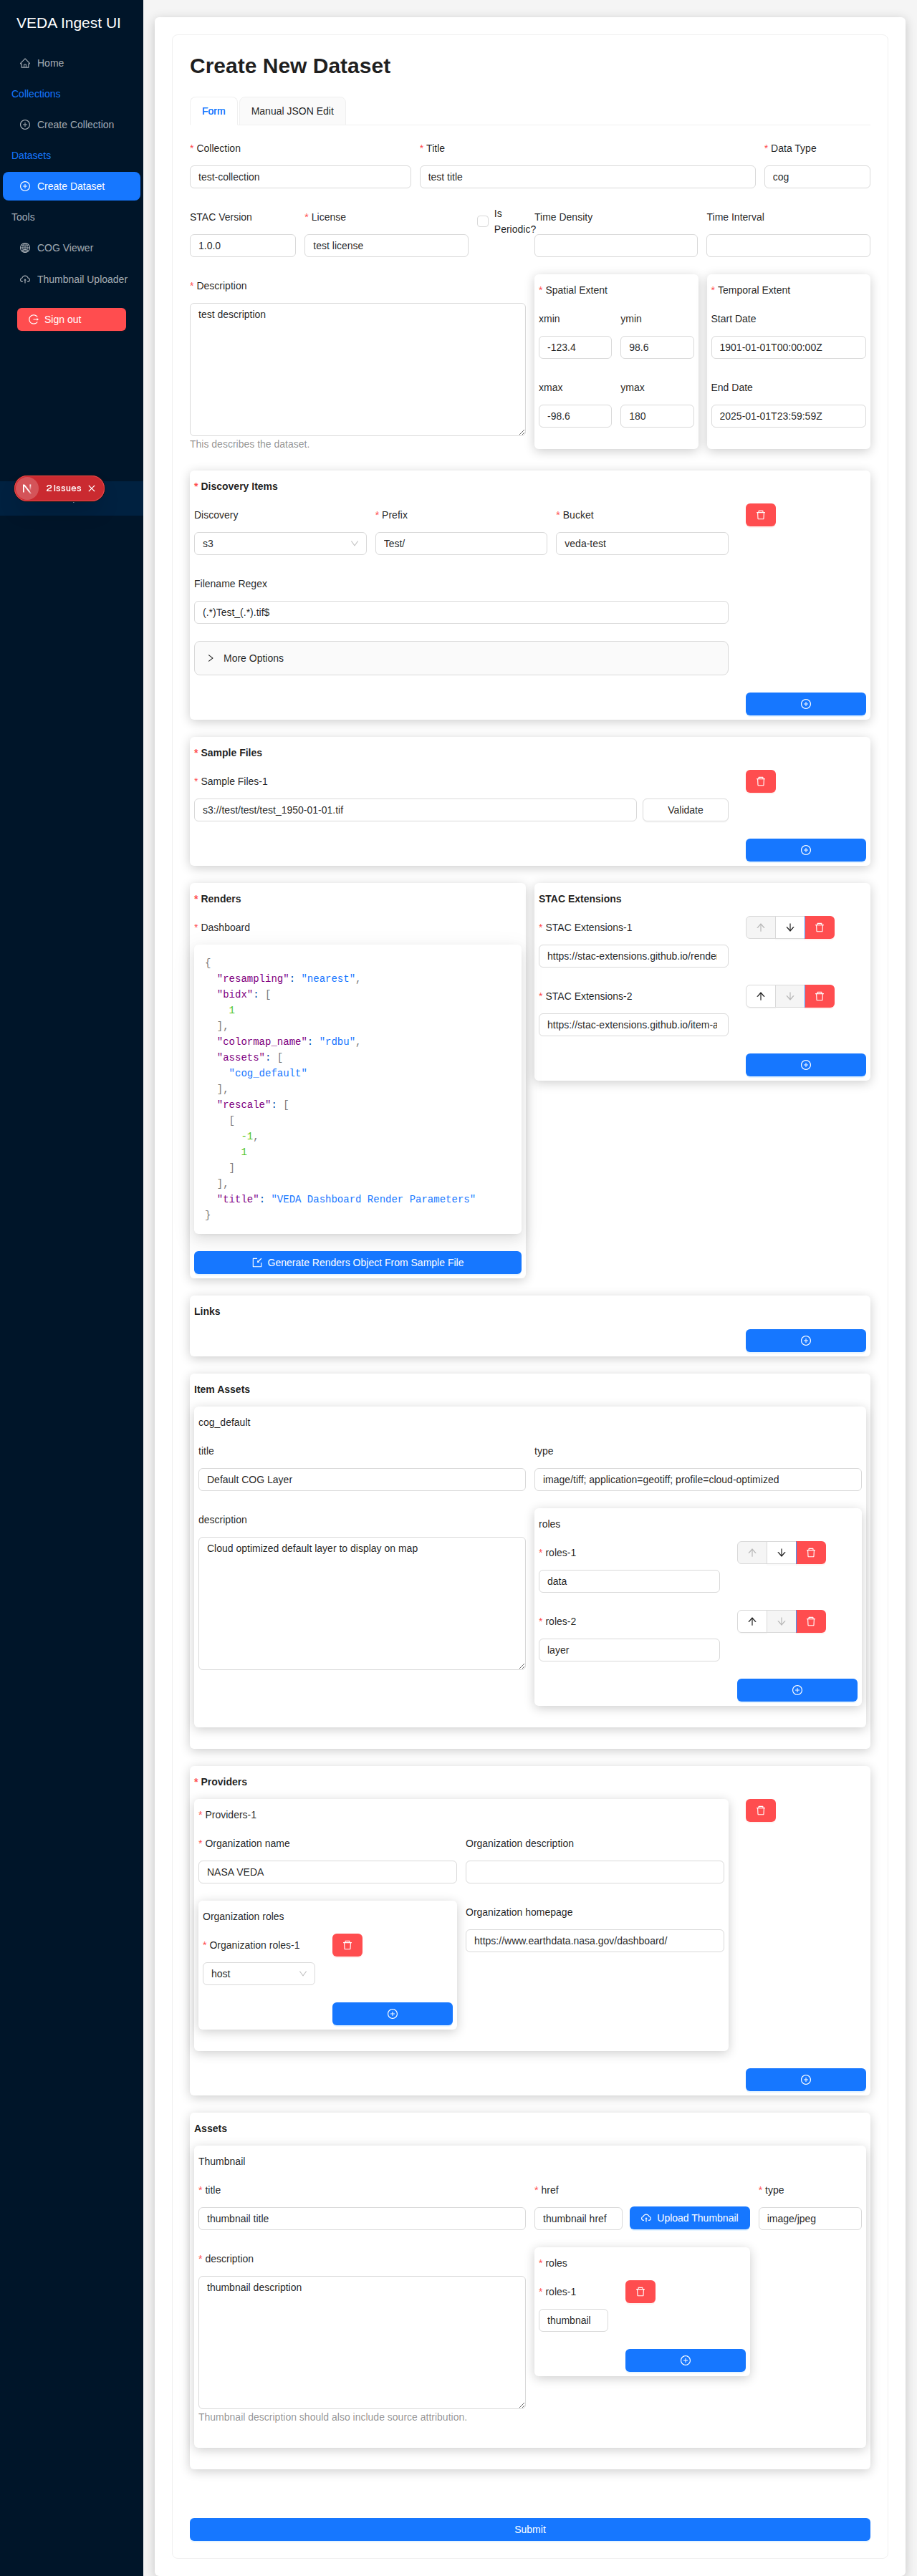 VEDA Ingest UI
Home
Collections
Create Collection
Datasets
Create Dataset
Tools
COG Viewer
Thumbnail Uploader
Sign out
2 Issues
Create New Dataset
Form
Manual JSON Edit
* Collection
* Title
* Data Type
test-collection
test title
cog
STAC Version
* License
Is Periodic?
Time Density
Time Interval
1.0.0
test license
* Description
test description
This describes the dataset.
* Spatial Extent
xmin
ymin
-123.4
98.6
xmax
ymax
-98.6
180
* Temporal Extent
Start Date
1901-01-01T00:00:00Z
End Date
2025-01-01T23:59:59Z
* Discovery Items
Discovery
* Prefix
* Bucket
s3
Test/
veda-test
Filename Regex
(.*)Test_(.*).tif$
More Options
* Sample Files
* Sample Files-1
s3://test/test/test_1950-01-01.tif
Validate
* Renders
* Dashboard
{
"resampling": "nearest",
"bidx": [
1
],
"colormap_name": "rdbu",
"assets": [
"cog_default"
],
"rescale": [
[
-1,
1
]
],
"title": "VEDA Dashboard Render Parameters"
}
Generate Renders Object From Sample File
STAC Extensions
* STAC Extensions-1
https://stac-extensions.github.io/rende
* STAC Extensions-2
https://stac-extensions.github.io/item-a
Links
Item Assets
cog_default
title
type
Default COG Layer
image/tiff; application=geotiff; profile=cloud-optimized
description
Cloud optimized default layer to display on map
roles
* roles-1
data
* roles-2
layer
* Providers
* Providers-1
* Organization name
Organization description
NASA VEDA
Organization roles
* Organization roles-1
host
Organization homepage
https://www.earthdata.nasa.gov/dashboard/
Assets
Thumbnail
* title
* href
* type
thumbnail title
thumbnail href
Upload Thumbnail
image/jpeg
* description
thumbnail description
Thumbnail description should also include source attribution.
* roles
* roles-1
thumbnail
Submit